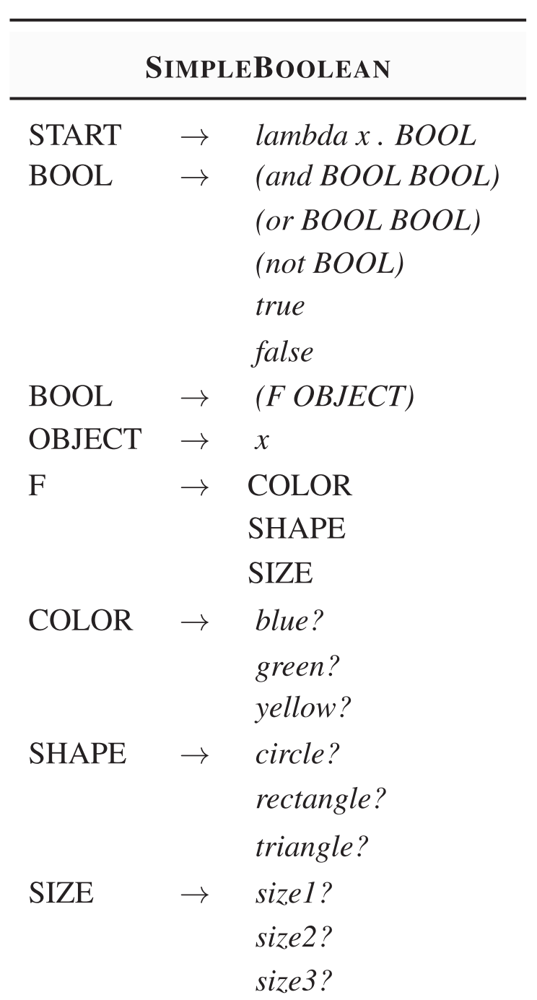 SIMPLEBOOLEAN
START → lambda x . BOOL
BOOL → (and BOOL BOOL)
(or BOOL BOOL)
(not BOOL)
true
false
BOOL → (F OBJECT)
OBJECT → x
F → COLOR
SHAPE
SIZE
COLOR → blue?
green?
yellow?
SHAPE → circle?
rectangle?
triangle?
SIZE → size1?
size2?
size3?